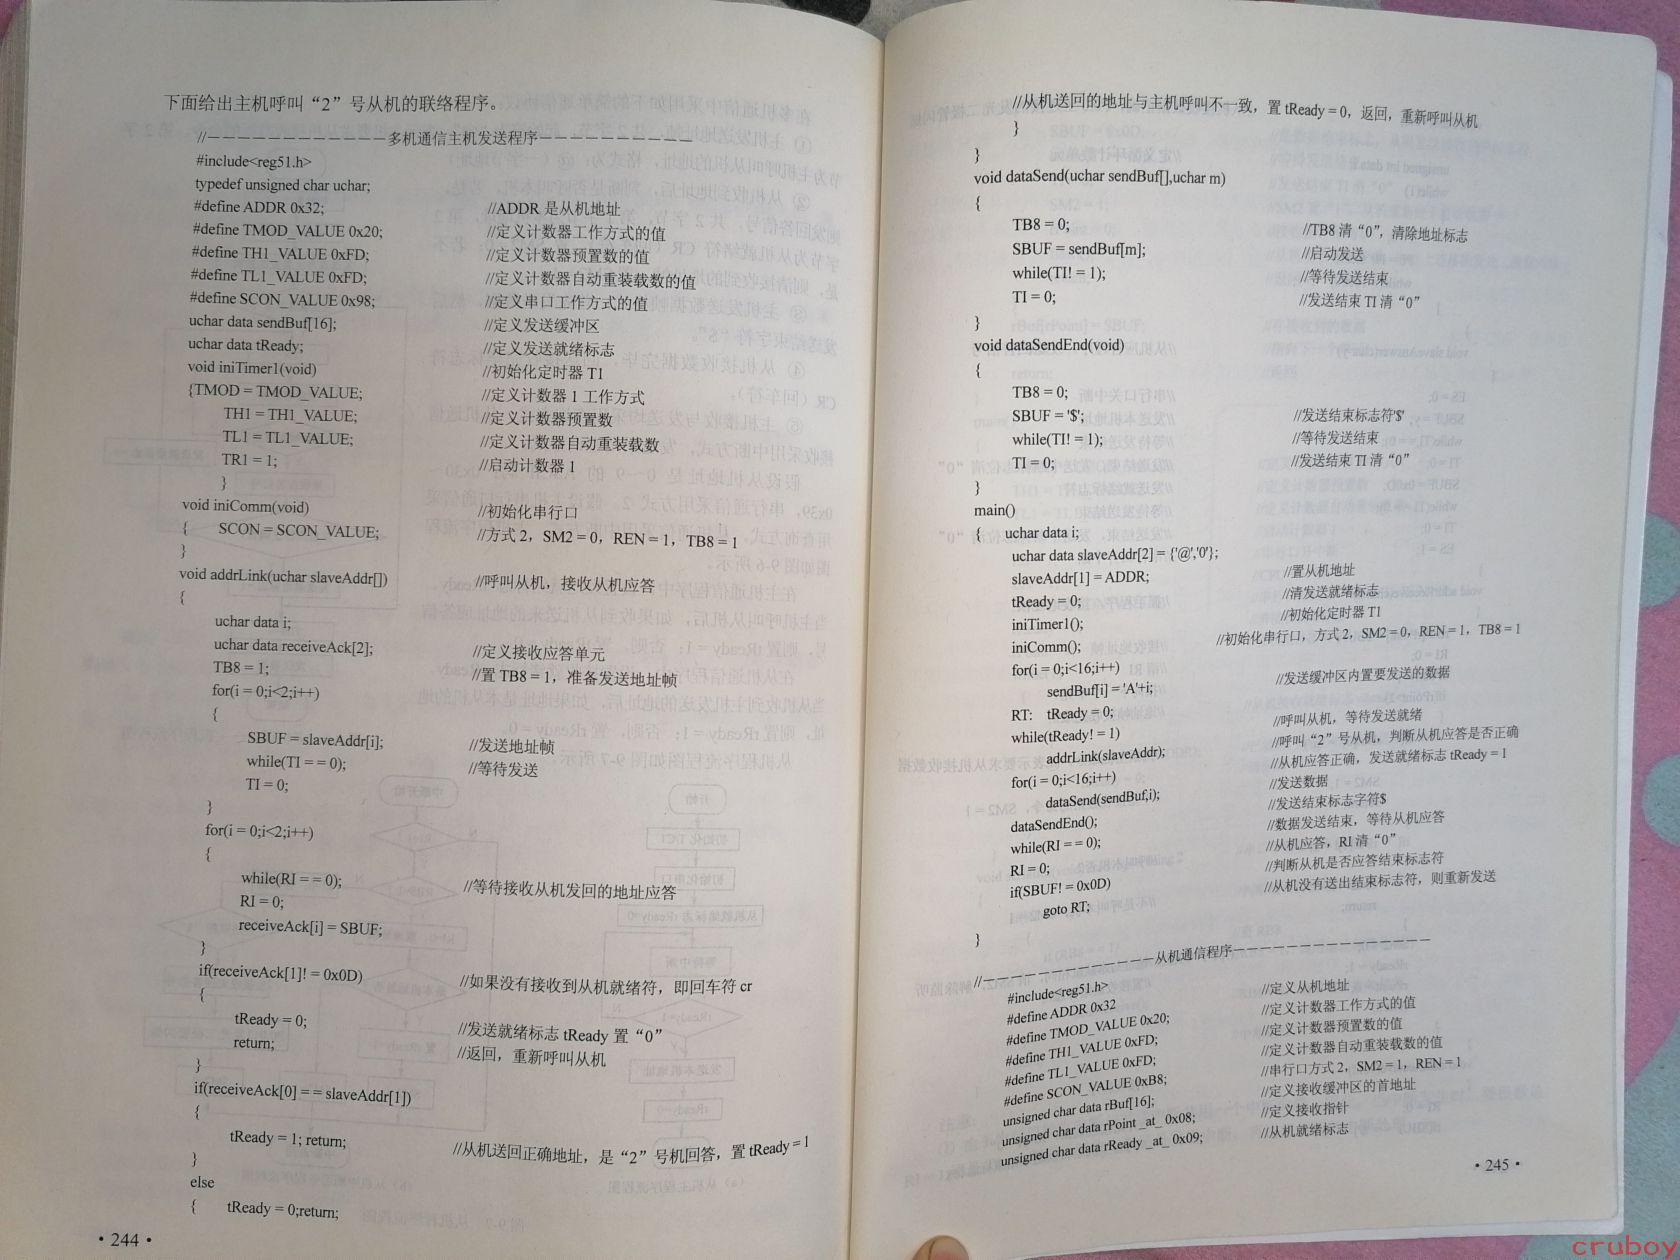 下面给出主机呼叫“2”号从机的联络程序。
//—————————多机通信主机发送程序————————
#include<reg51.h>
typedef unsigned char uchar;
#define ADDR 0x32; //ADDR 是从机地址
#define TMOD_VALUE 0x20; //定义计数器工作方式的值
#define TH1_VALUE 0xFD; //定义计数器预置数的值
#define TL1_VALUE 0xFD; //定义计数器自动重装载数的值
#define SCON_VALUE 0x98; //定义串口工作方式的值
uchar data sendBuf[16]; //定义发送缓冲区
uchar data tReady; //定义发送就绪标志
void iniTimer1(void) //初始化定时器 T1
{TMOD = TMOD_VALUE; //定义计数器 1 工作方式
TH1 = TH1_VALUE; //定义计数器预置数
TL1 = TL1_VALUE; //定义计数器自动重装载数
TR1 = 1; //启动计数器 1
}
void iniComm(void) //初始化串行口
{ SCON = SCON_VALUE; //方式 2，SM2 = 0，REN = 1，TB8 = 1
}
void addrLink(uchar slaveAddr[]) //呼叫从机，接收从机应答
{
uchar data i;
uchar data receiveAck[2]; //定义接收应答单元
TB8 = 1; //置 TB8 = 1，准备发送地址帧
for(i = 0;i<2;i++)
{
SBUF = slaveAddr[i]; //发送地址帧
while(TI = = 0); //等待发送
TI = 0;
}
for(i = 0;i<2;i++)
{
while(RI = = 0); //等待接收从机发回的地址应答
RI = 0;
receiveAck[i] = SBUF;
}
if(receiveAck[1]! = 0x0D) //如果没有接收到从机就绪符，即回车符 cr
{
tReady = 0; //发送就绪标志 tReady 置“0”
return; //返回，重新呼叫从机
}
if(receiveAck[0] = = slaveAddr[1])
{
tReady = 1; return; //从机送回正确地址，是“2”号机回答，置 tReady = 1
}
else
{ tReady = 0;return;
·244·
//从机送回的地址与主机呼叫不一致，置 tReady = 0，返回，重新呼叫从机
}
}
void dataSend(uchar sendBuf[],uchar m)
{
TB8 = 0; //TB8 清“0”，清除地址标志
SBUF = sendBuf[m]; //启动发送
while(TI! = 1); //等待发送结束
TI = 0; //发送结束 TI 清“0”
}
void dataSendEnd(void)
{
TB8 = 0;
SBUF = '$'; //发送结束标志符'$'
while(TI! = 1); //等待发送结束
TI = 0; //发送结束 TI 清“0”
}
main()
{ uchar data i;
uchar data slaveAddr[2] = {'@','0'};
slaveAddr[1] = ADDR; //置从机地址
tReady = 0; //清发送就绪标志
iniTimer1(); //初始化定时器 T1
iniComm(); //初始化串行口，方式 2，SM2 = 0，REN = 1，TB8 = 1
for(i = 0;i<16;i++)
sendBuf[i] = 'A'+i; //发送缓冲区内置要发送的数据
RT: tReady = 0;
while(tReady! = 1) //呼叫从机，等待发送就绪
addrLink(slaveAddr); //呼叫“2”号从机，判断从机应答是否正确
for(i = 0;i<16;i++) //从机应答正确，发送就绪标志 tReady = 1
dataSend(sendBuf,i); //发送数据
dataSendEnd(); //发送结束标志字符$
while(RI = = 0); //数据发送结束，等待从机应答
RI = 0; //从机应答，RI 清“0”
if(SBUF! = 0x0D) //判断从机是否应答结束标志符
goto RT; //从机没有送出结束标志符，则重新发送
}
//—————————————从机通信程序——————————————
#include<reg51.h>
#define ADDR 0x32 //定义从机地址
#define TMOD_VALUE 0x20; //定义计数器工作方式的值
#define TH1_VALUE 0xFD; //定义计数器预置数的值
#define TL1_VALUE 0xFD; //定义计数器自动重装载数的值
#define SCON_VALUE 0xB8; //串行口方式 2，SM2 = 1，REN = 1
unsigned char data rBuf[16]; //定义接收缓冲区的首地址
unsigned char data rPoint _at_ 0x08; //定义接收指针
unsigned char data rReady _at_ 0x09; //从机就绪标志
·245·
cruboy